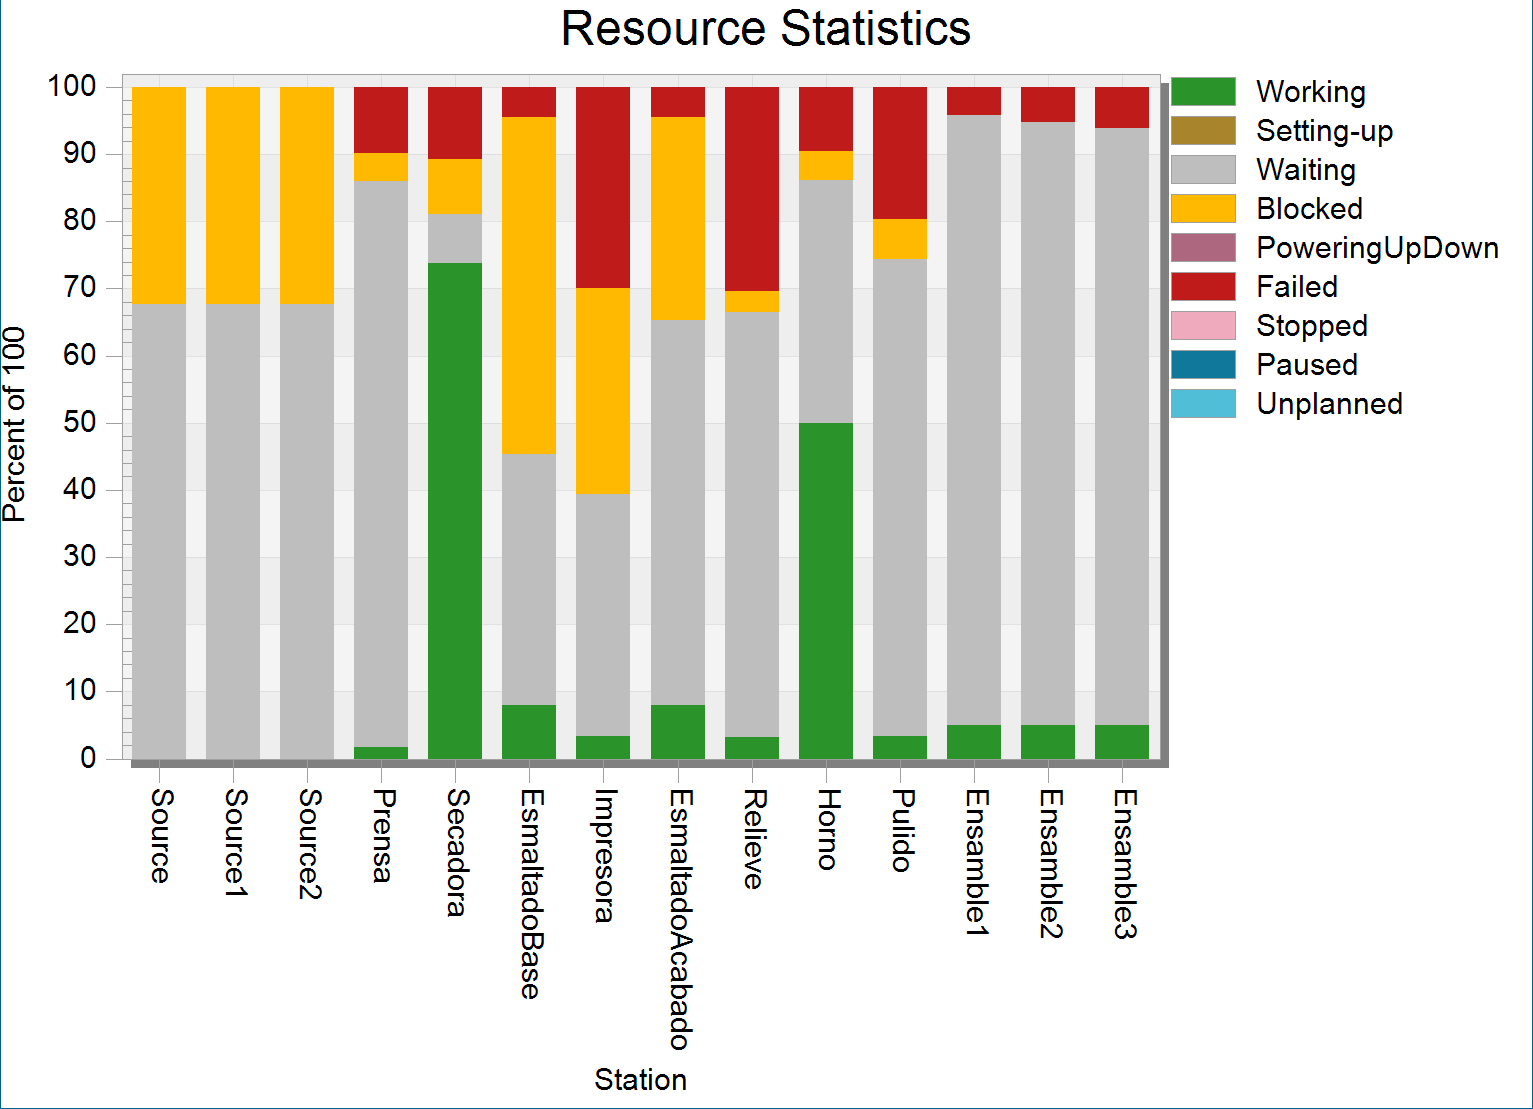 Resource Statistics
Percent of 100
100
90
80
70
60
50
40
30
20
10
0
Source
Source1
Source2
Prensa
Secadora
EsmaltadoBase
Impresora
EsmaltadoAcabado
Relieve
Horno
Pulido
Ensamble1
Ensamble2
Ensamble3
Station
Working
Setting-up
Waiting
Blocked
PoweringUpDown
Failed
Stopped
Paused
Unplanned